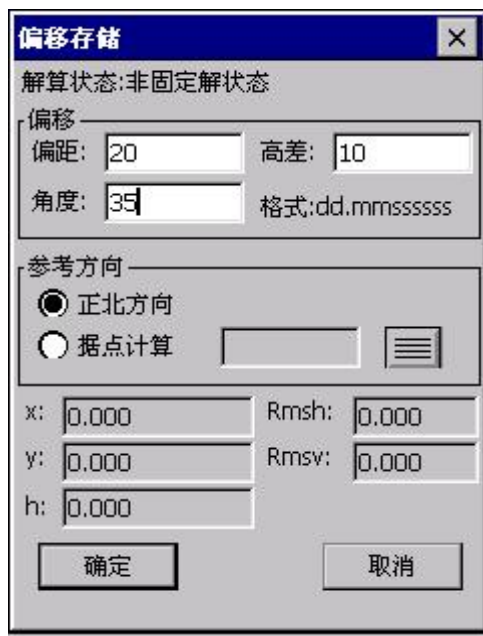 偏移存储
解算状态:非固定解状态
偏移
偏距: 20 高差: 10
角度: 35 格式:dd.mmssssss
参考方向
正北方向
据点计算
x: 0.000 Rmsh: 0.000
y: 0.000 Rmsv: 0.000
h: 0.000
确定 取消